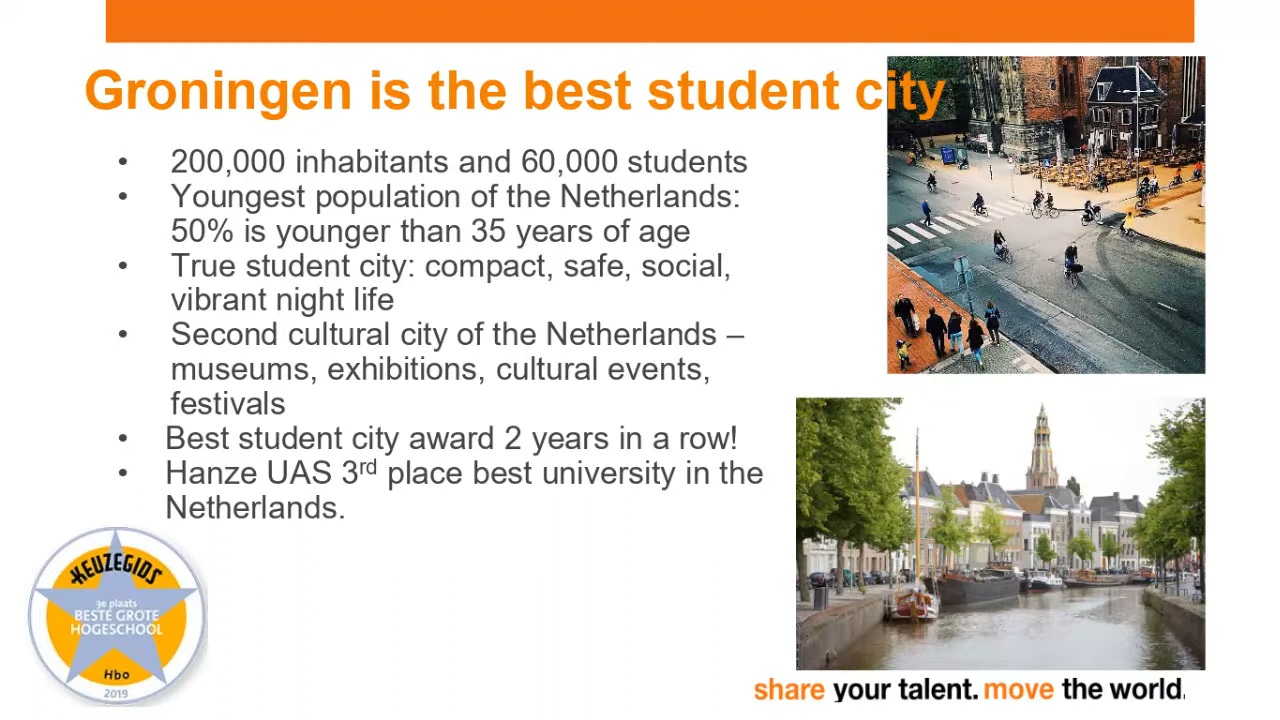 Groningen is the best student city
• 200,000 inhabitants and 60,000 students
• Youngest population of the Netherlands:
50% is younger than 35 years of age
• True student city: compact, safe, social,
vibrant night life
• Second cultural city of the Netherlands –
museums, exhibitions, cultural events,
festivals
• Best student city award 2 years in a row!
• Hanze UAS 3rd place best university in the
Netherlands.
KEUZEGIDS
3e plaats
BESTE GROTE
HOGESCHOOL
Hbo
2019
share your talent. move the world.